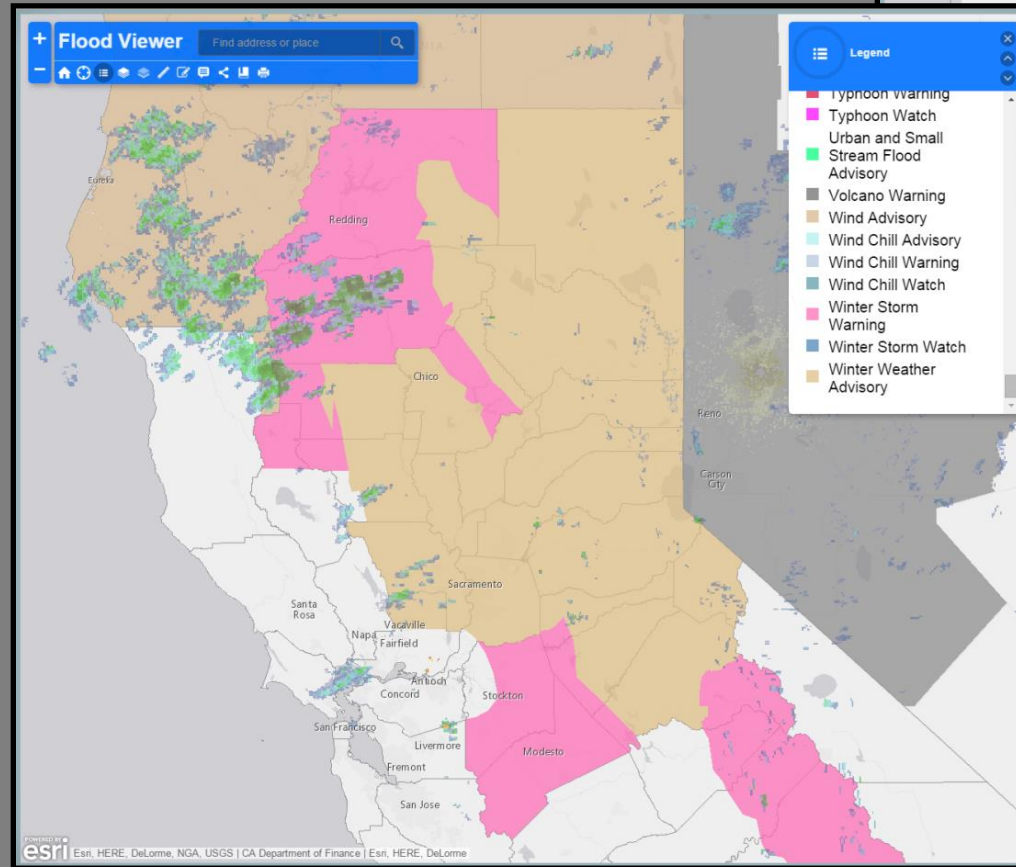 +
Flood Viewer
Find address or place
−
Legend
Typhoon Warning
Typhoon Watch
Urban and Small
Stream Flood
Advisory
Volcano Warning
Wind Advisory
Wind Chill Advisory
Wind Chill Warning
Wind Chill Watch
Winter Storm
Warning
Winter Storm Watch
Winter Weather
Advisory
Eureka
Redding
Chico
Reno
Carson
City
Sacramento
Santa
Rosa
Vacaville
Napa
Fairfield
Antioch
Concord
Stockton
San Francisco
Livermore
Modesto
Fremont
San Jose
POWERED BY
esri
Esri, HERE, DeLorme, NGA, USGS | CA Department of Finance | Esri, HERE, DeLorme